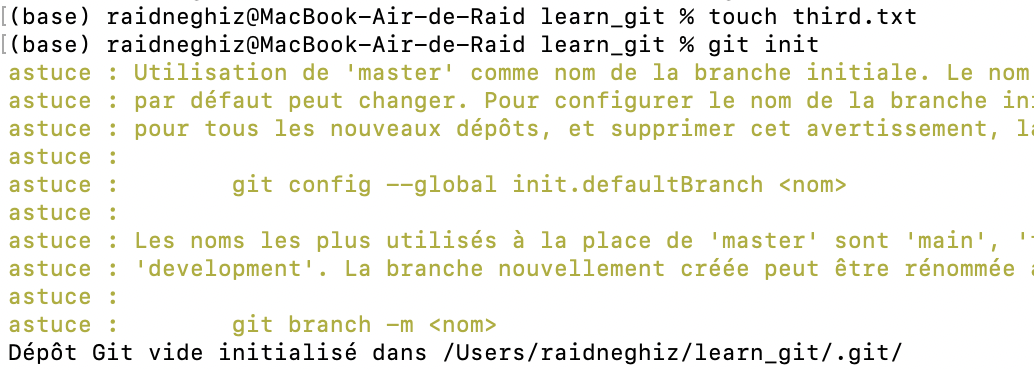 [(base) raidneghiz@MacBook-Air-de-Raid learn_git % touch third.txt
[(base) raidneghiz@MacBook-Air-de-Raid learn_git % git init
astuce : Utilisation de 'master' comme nom de la branche initiale. Le nom
astuce : par défaut peut changer. Pour configurer le nom de la branche
astuce : pour tous les nouveaux dépôts, et supprimer cet avertissement,
astuce :
astuce :        git config --global init.defaultBranch <nom>
astuce :
astuce : Les noms les plus utilisés à la place de 'master' sont 'main',
astuce : 'development'. La branche nouvellement créée peut être rénommée
astuce :
astuce :        git branch -m <nom>
Dépôt Git vide initialisé dans /Users/raidneghiz/learn_git/.git/